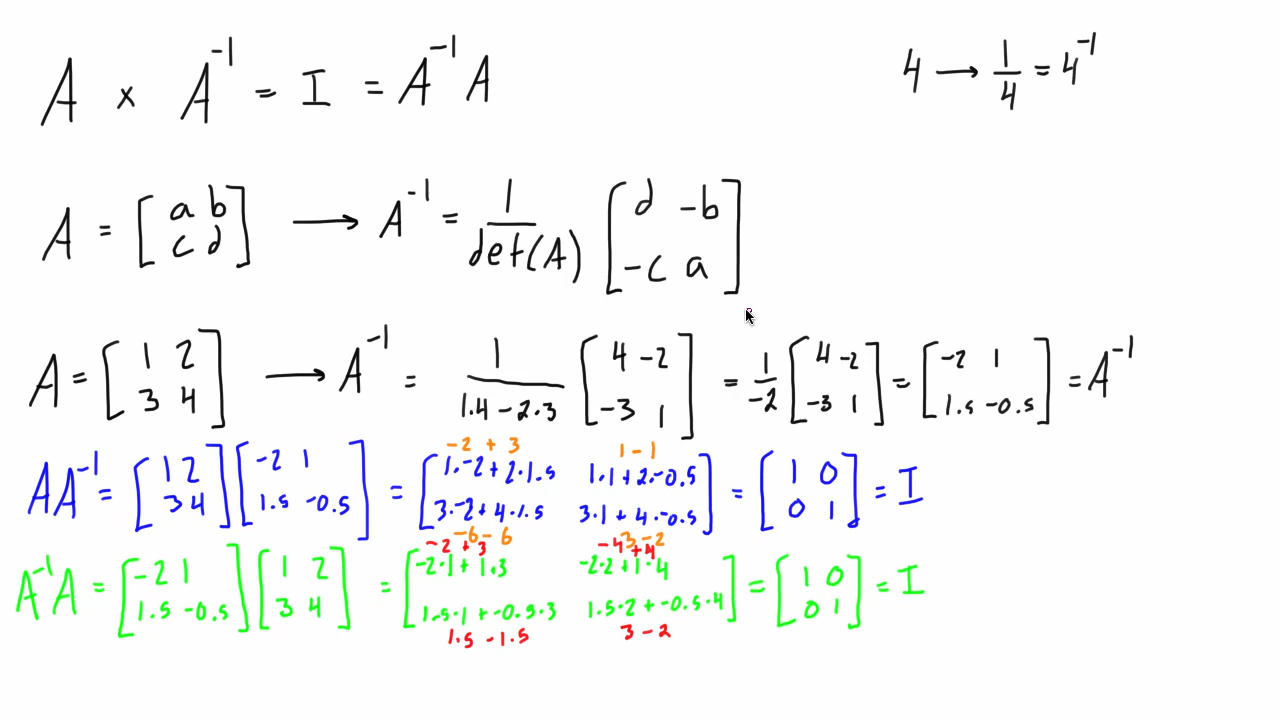 A × A⁻¹ = I = A⁻¹ A
4 → 1/4 = 4⁻¹
A = [a b; c d] → A⁻¹ = 1/det(A) [d -b; -c a]
A = [1 2; 3 4] → A⁻¹ = 1/(1·4 - 2·3) [4 -2; -3 1] = 1/-2 [4 -2; -3 1] = [-2 1; 1.5 -0.5] = A⁻¹
-2 + 3 1 - 1
AA⁻¹ = [1 2; 3 4] [-2 1; 1.5 -0.5] = [1·-2 + 2·1.5 1·1 + 2·-0.5; 3·-2 + 4·1.5 3·1 + 4·-0.5] = [1 0; 0 1] = I
-6 - 6 3 - 2
-2 + 3 -4 + 4
A⁻¹A = [-2 1; 1.5 -0.5] [1 2; 3 4] = [-2·1 + 1·3 -2·2 + 1·4; 1.5·1 + -0.5·3 1.5·2 + -0.5·4] = [1 0; 0 1] = I
1.5 - 1.5 3 - 2